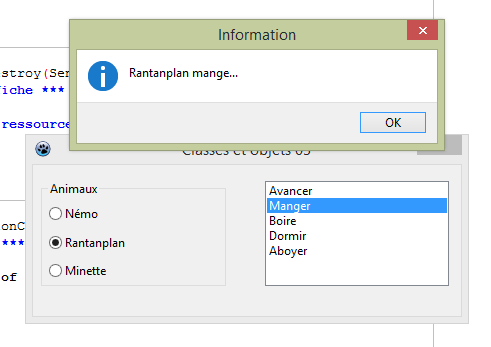 Information
stroy(Sen
Rantanplan mange...
iche ***
ressource
OK
Classes et objets 05
Animaux
Némo
Rantanplan
Minette
Avancer
Manger
Boire
Dormir
Aboyer
onC
***
of